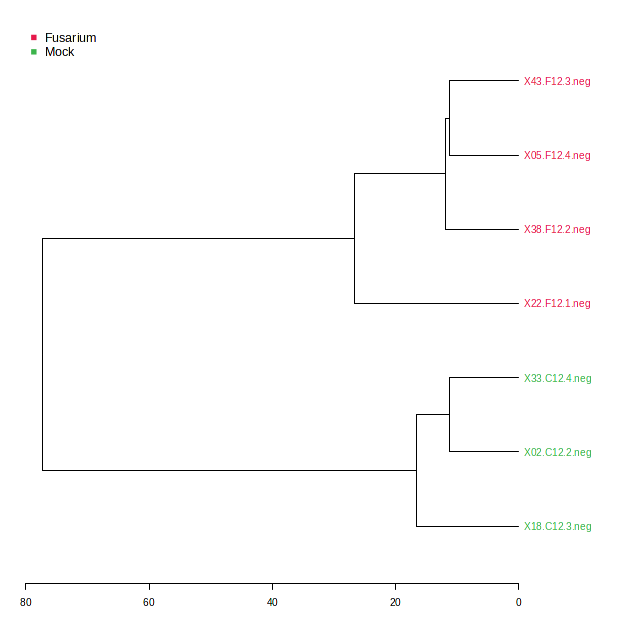 Fusarium
Mock
X43.F12.3.neg
X05.F12.4.neg
X38.F12.2.neg
X22.F12.1.neg
X33.C12.4.neg
X02.C12.2.neg
X18.C12.3.neg
80 60 40 20 0